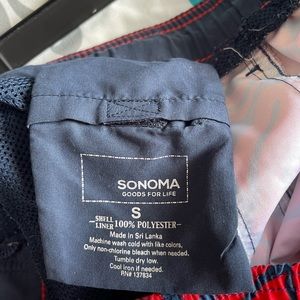 SONOMA
GOODS FOR LIFE
S
SHELL
LINER 100% POLYESTER
Made in Sri Lanka
Machine wash cold with like colors,
Only non-chlorine bleach when needed.
Tumble dry low.
Cool iron if needed.
RN# 137834